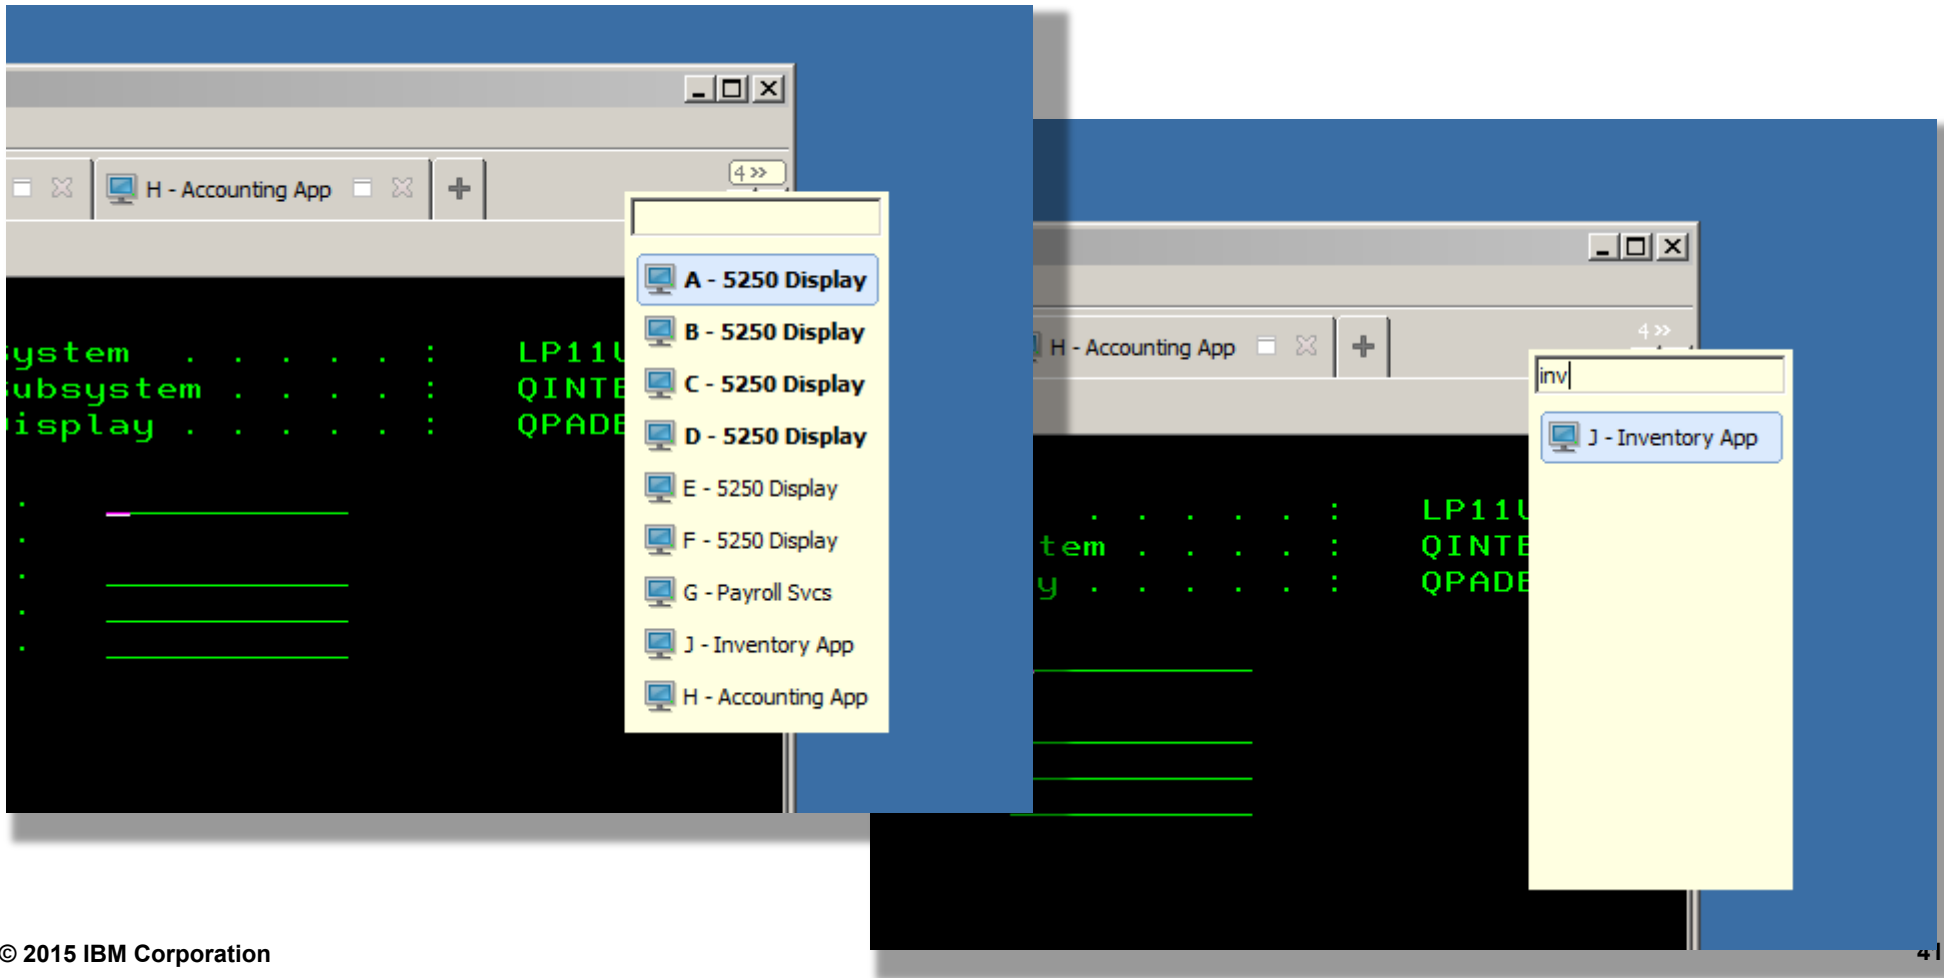 H - Accounting App
4 »
A - 5250 Display
B - 5250 Display
C - 5250 Display
D - 5250 Display
E - 5250 Display
F - 5250 Display
G - Payroll Svcs
J - Inventory App
H - Accounting App
ystem . . . . . : LP11
ubsystem . . . . : QINTE
isplay . . . . . : QPADE
.
.
.
.
.
H - Accounting App
4 »
inv
J - Inventory App
. . . . . : LP11
tem . . . . : QINTE
y . . . . . : QPADE
© 2015 IBM Corporation
41